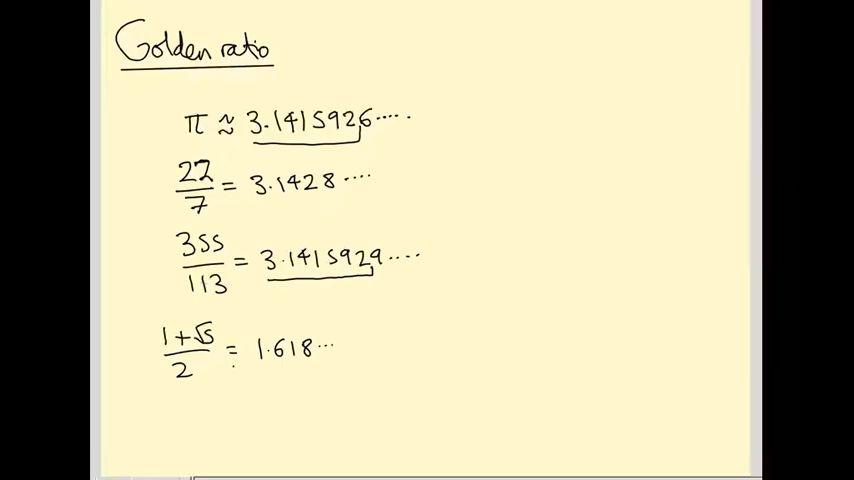 Golden ratio
π ≈ 3.1415926....
22/7 = 3.1428....
355/113 = 3.1415929....
1+√5/2 = 1.618...